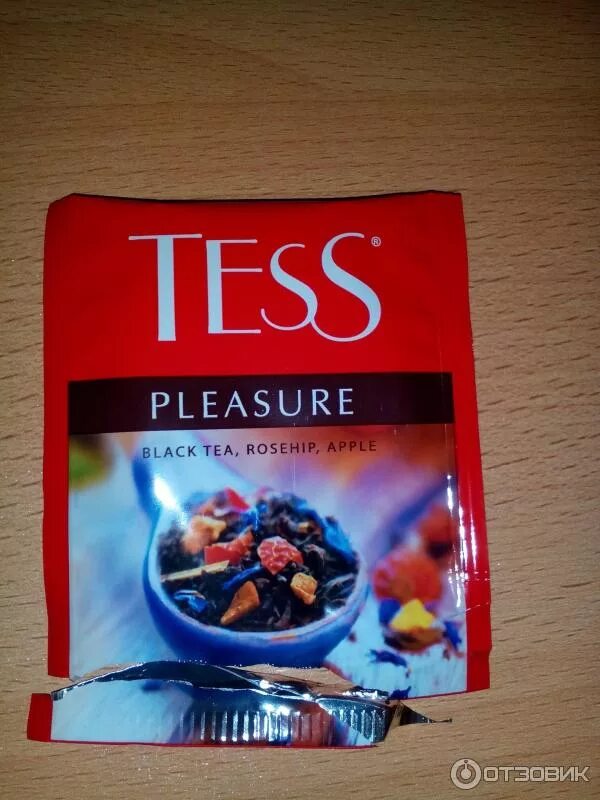 TESS®
PLEASURE
BLACK TEA, ROSEHIP, APPLE
ОТЗОВИК